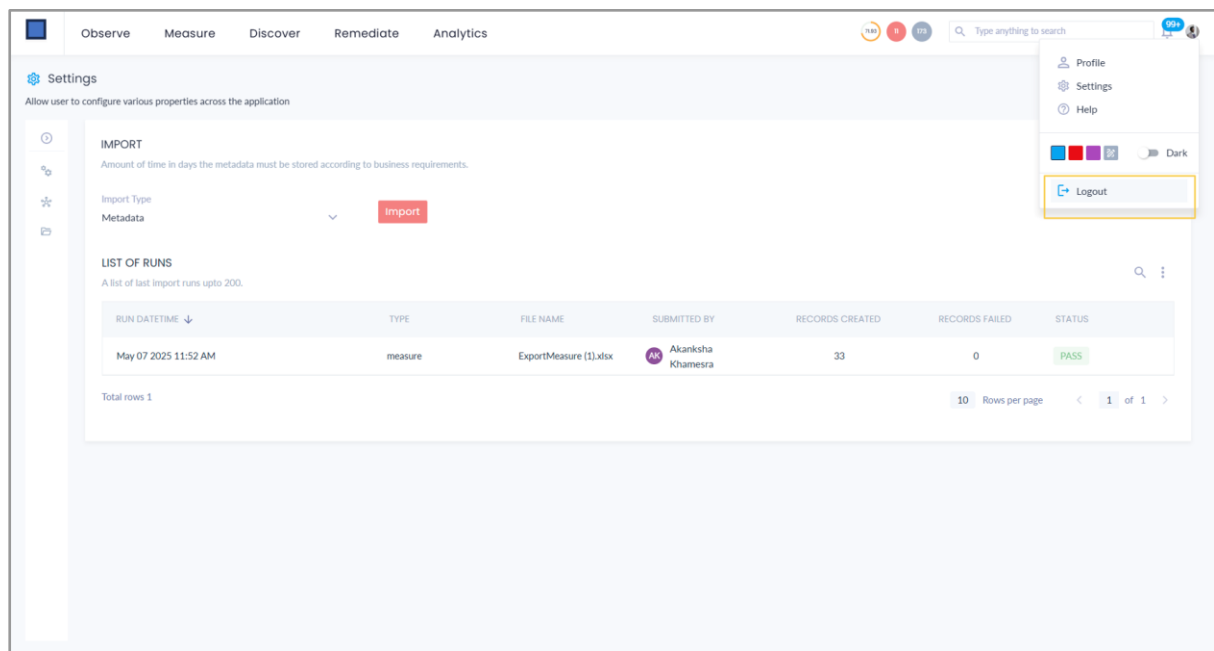 Observe Measure Discover Remediate Analytics 71.80 11 173 Type anything to search 99+
Profile
Settings
Help
Dark
Logout
Settings
Allow user to configure various properties across the application
IMPORT
Amount of time in days the metadata must be stored according to business requirements.
Import Type
Metadata Import
LIST OF RUNS
A list of last import runs upto 200.
RUN DATETIME TYPE FILE NAME SUBMITTED BY RECORDS CREATED RECORDS FAILED STATUS
May 07 2025 11:52 AM measure ExportMeasure (1).xlsx AK Akanksha Khamesra 33 0 PASS
Total rows 1 10 Rows per page 1 of 1